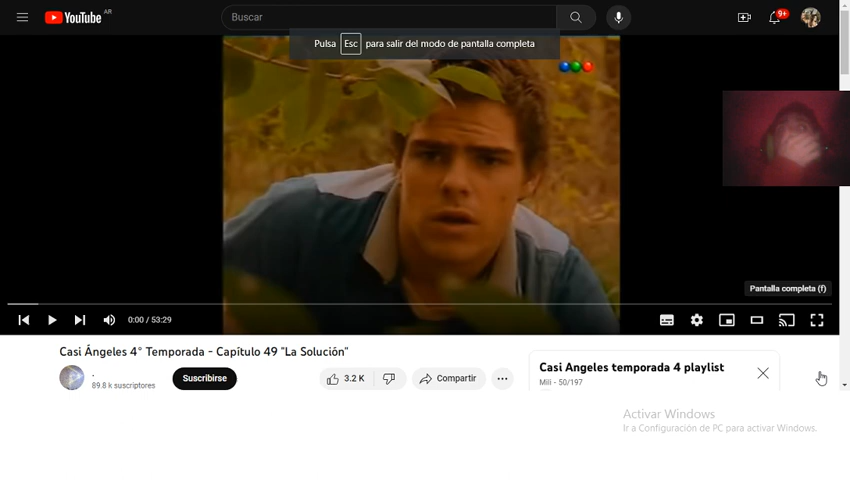 YouTube AR
Buscar
9+
Pulsa Esc para salir del modo de pantalla completa
Pantalla completa (f)
0:00 / 53:29
Casi Ángeles 4° Temporada - Capítulo 49 "La Solución"
.
89.8 k suscriptores
Suscribirse
3.2 K
Compartir
Casi Angeles temporada 4 playlist
Mili - 50/197
Activar Windows
Ir a Configuración de PC para activar Windows.